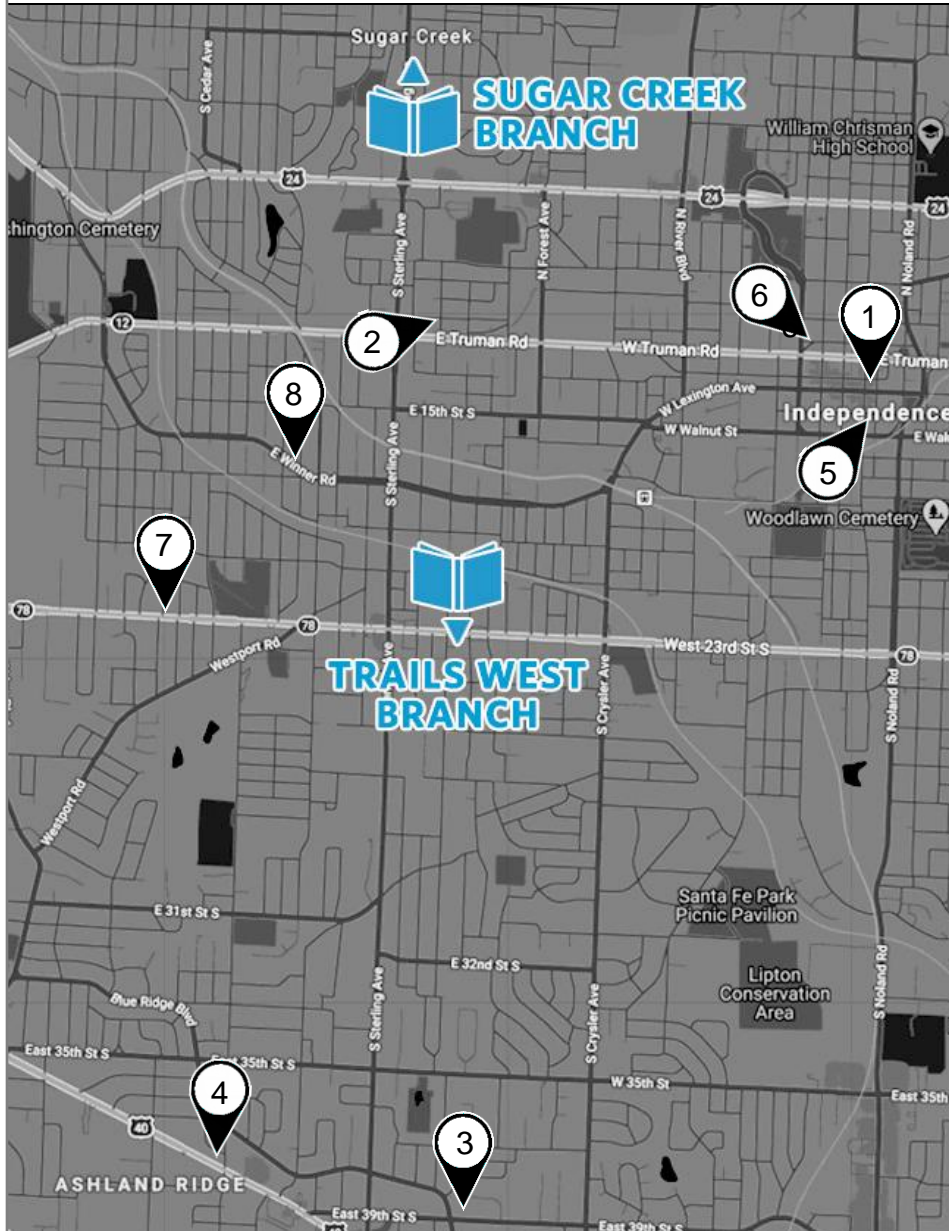 Sugar Creek
SUGAR CREEK
BRANCH
S Cedar Ave
William Chrisman
High School
24
24
24
shington Cemetery
S Sterling Ave
N Forest Ave
N River Blvd
N Noland Rd
6
1
12
2
E Truman Rd
W Truman Rd
E Truman
8
W Lexington Ave
E 15th St S
Independence
W Walnut St
E Wal
E Winner Rd
S Sterling Ave
5
Woodlawn Cemetery
7
78
78
West 23rd St S
78
Westport Rd
TRAILS WEST
BRANCH
Ave
S Crysler Ave
S Noland Rd
Westport Rd
Santa Fe Park
Picnic Pavilion
E 31st St S
E 32nd St S
Lipton
Conservation
Area
S Noland Rd
Blue Ridge Blvd
S Sterling Ave
S Crysler Ave
East 35th St S
East 35th St S
W 35th St
East 35th
4
40
3
ASHLAND RIDGE
East 39th St S
East 39th St S